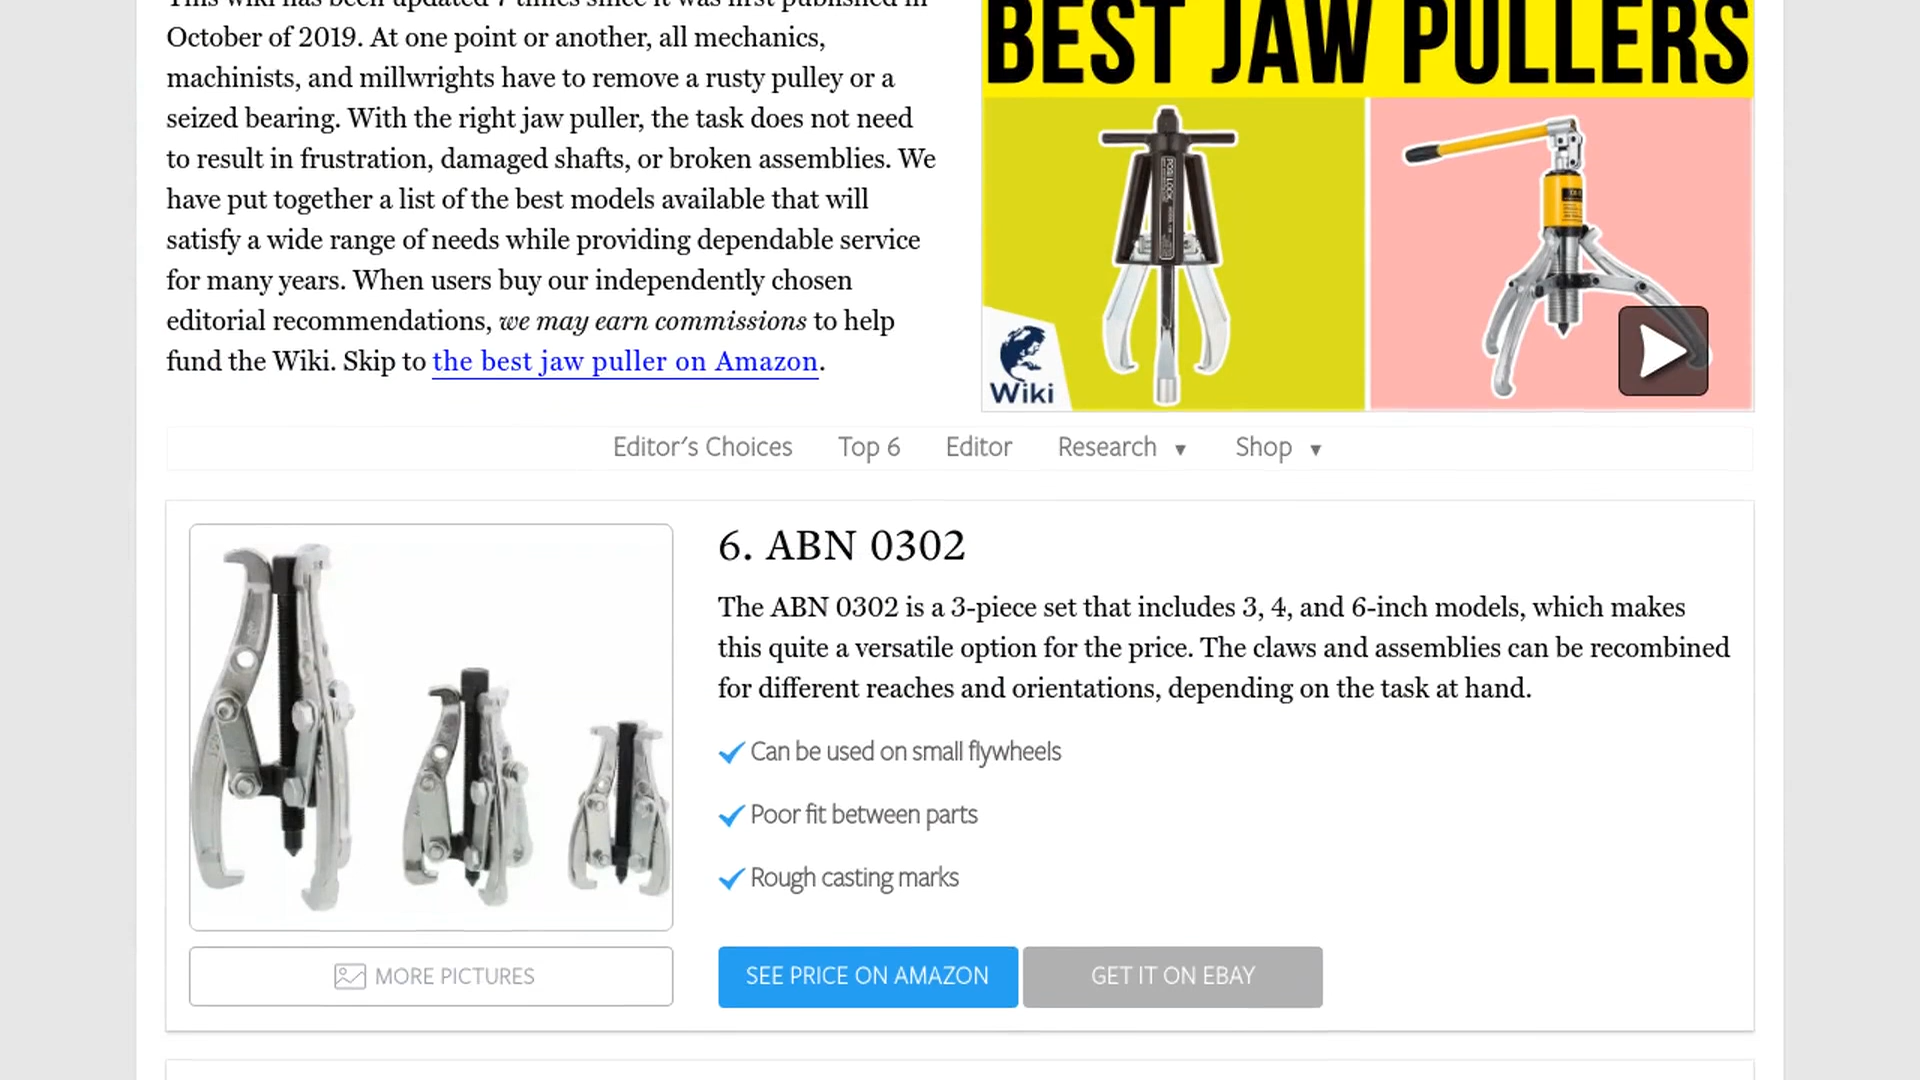 This wiki has been updated 7 times since it was first published in
October of 2019. At one point or another, all mechanics,
machinists, and millwrights have to remove a rusty pulley or a
seized bearing. With the right jaw puller, the task does not need
to result in frustration, damaged shafts, or broken assemblies. We
have put together a list of the best models available that will
satisfy a wide range of needs while providing dependable service
for many years. When users buy our independently chosen
editorial recommendations, we may earn commissions to help
fund the Wiki. Skip to the best jaw puller on Amazon.
BEST JAW PULLERS
POSI LOCK
Wiki
Editor's Choices Top 6 Editor Research ▼ Shop ▼
6. ABN 0302
The ABN 0302 is a 3-piece set that includes 3, 4, and 6-inch models, which makes
this quite a versatile option for the price. The claws and assemblies can be recombined
for different reaches and orientations, depending on the task at hand.
Can be used on small flywheels
Poor fit between parts
Rough casting marks
MORE PICTURES
SEE PRICE ON AMAZON
GET IT ON EBAY